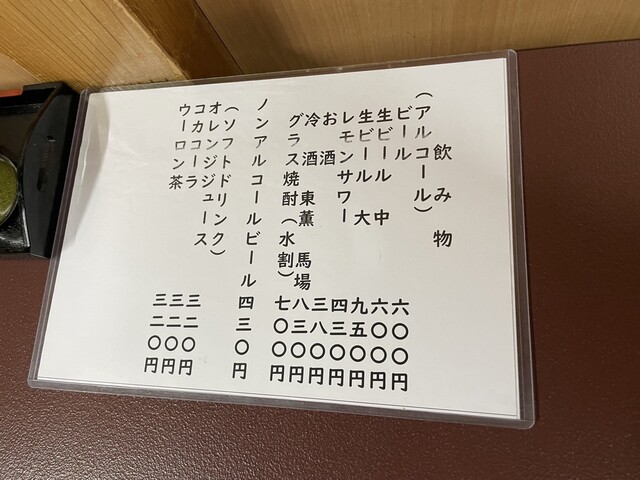 飲み物
(アルコール)
ビール 六〇〇円
生ビール 中 六〇〇円
生ビール 大 九五〇円
レモンサワー 四三〇円
お酒 三八〇円
冷酒 東薫 馬場 八三〇円
グラス焼酎(水割) 七〇〇円
ノンアルコールビール 四三〇円
(ソフトドリンク)
オレンジジュース 三二〇円
コカコーラ 三二〇円
ウーロン茶 三二〇円